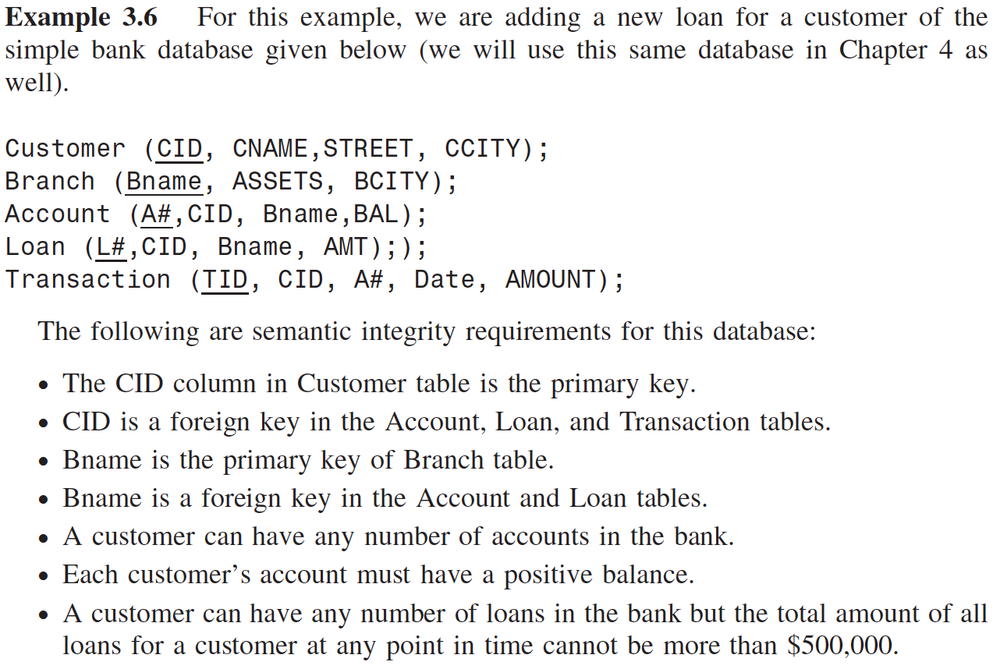 Example 3.6 For this example, we are adding a new loan for a customer of the
simple bank database given below (we will use this same database in Chapter 4 as
well).
Customer (CID, CNAME,STREET, CCITY);
Branch (Bname, ASSETS, BCITY);
Account (A#,CID, Bname,BAL);
Loan (L#,CID, Bname, AMT););
Transaction (TID, CID, A#, Date, AMOUNT);
The following are semantic integrity requirements for this database:
• The CID column in Customer table is the primary key.
• CID is a foreign key in the Account, Loan, and Transaction tables.
• Bname is the primary key of Branch table.
• Bname is a foreign key in the Account and Loan tables.
• A customer can have any number of accounts in the bank.
• Each customer’s account must have a positive balance.
• A customer can have any number of loans in the bank but the total amount of all
loans for a customer at any point in time cannot be more than $500,000.